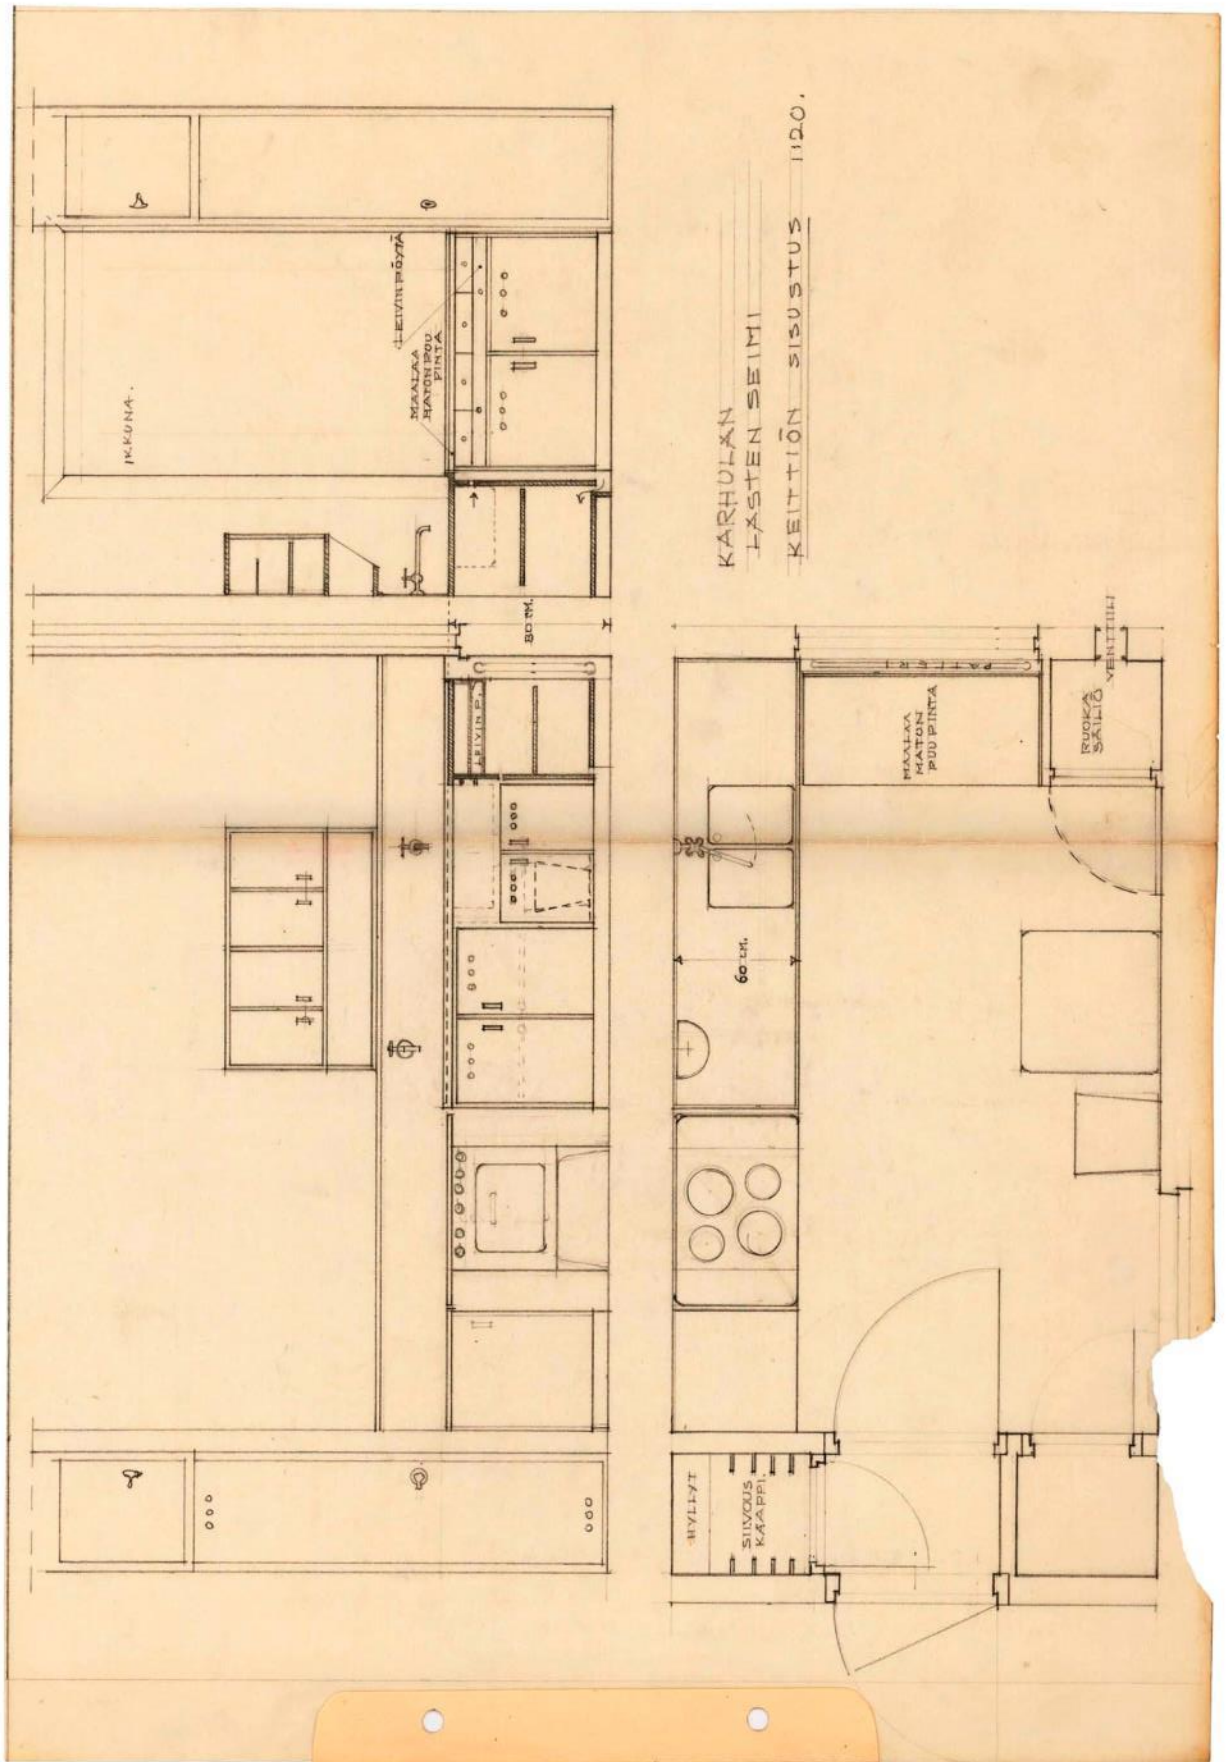 KARHULAN
LASTEN SEIMI
KEITTIÖN SISUSTUS 1:20.
IKKUNA.
LEIVINPÖYTÄ
MAALAA
MATON POU
PINTA
80 CM.
LEIVIN P.
60 CM.
PATTERI
MAALAA
MATON
PUU PINTA
RUOKA
SÄILIÖ
VENTTIILI
HYLLYT
SIIVOUS
KAAPPI.